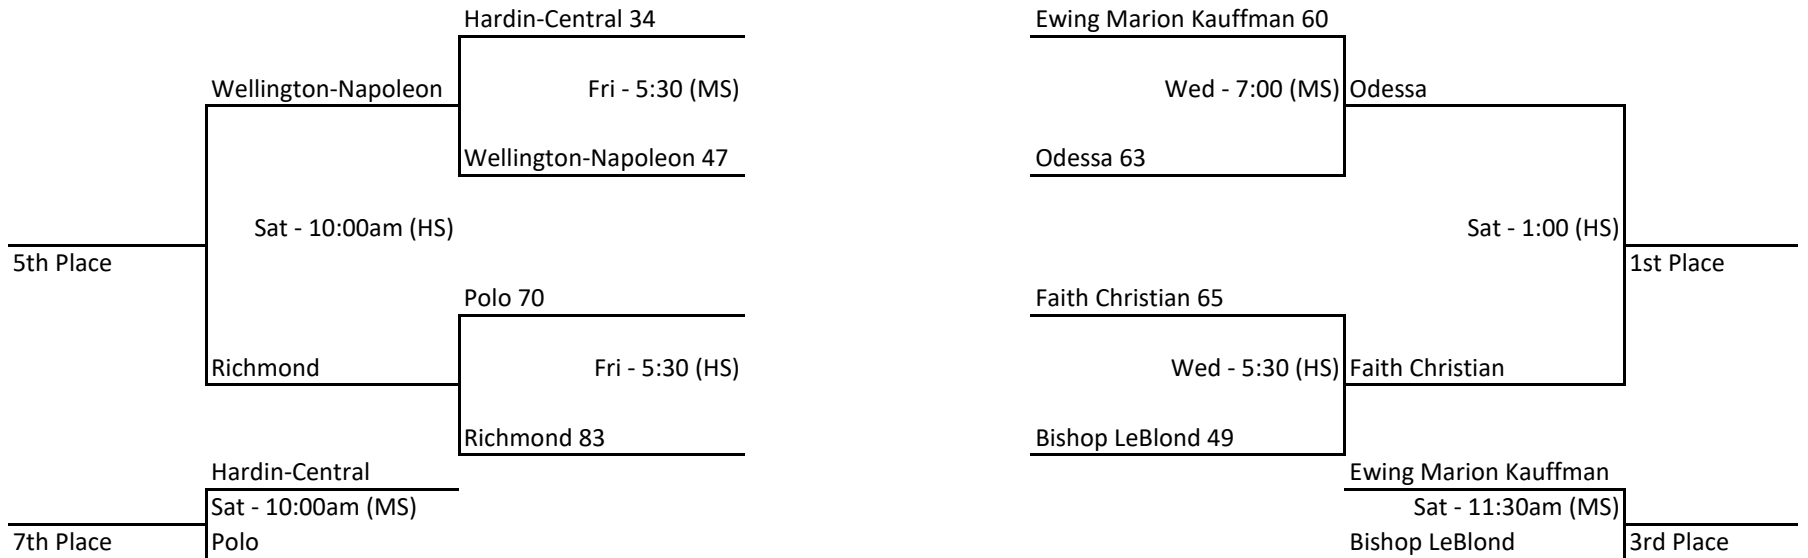 Hardin-Central 34
Ewing Marion Kauffman 60
Wellington-Napoleon
Fri - 5:30 (MS)
Wed - 7:00 (MS)
Odessa
Wellington-Napoleon 47
Odessa 63
Sat - 10:00am (HS)
Sat - 1:00 (HS)
5th Place
1st Place
Polo 70
Faith Christian 65
Richmond
Fri - 5:30 (HS)
Wed - 5:30 (HS)
Faith Christian
Richmond 83
Bishop LeBlond 49
Hardin-Central
Ewing Marion Kauffman
Sat - 10:00am (MS)
Sat - 11:30am (MS)
7th Place
Polo
Bishop LeBlond
3rd Place